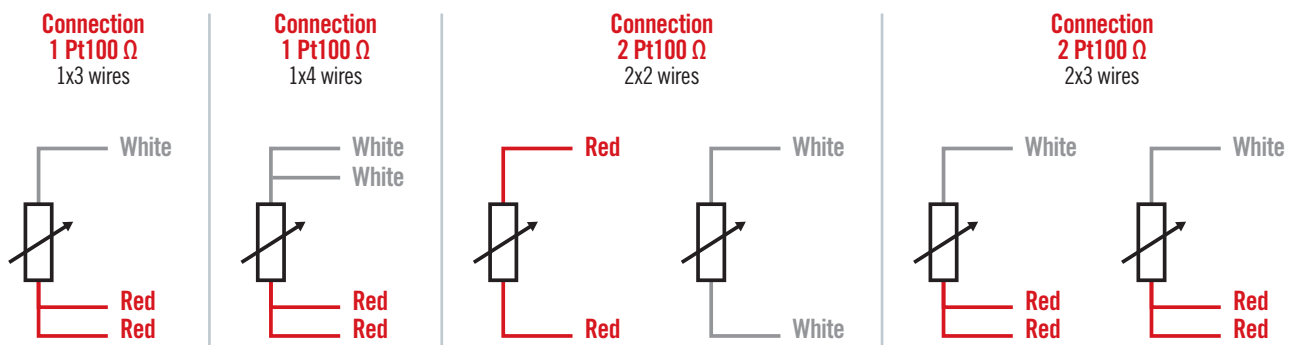 Connection
1 Pt100 Ω
1x3 wires
White
Red
Red
Connection
1 Pt100 Ω
1x4 wires
White
White
Red
Red
Connection
2 Pt100 Ω
2x2 wires
Red
Red
White
White
Connection
2 Pt100 Ω
2x3 wires
White
Red
Red
White
Red
Red